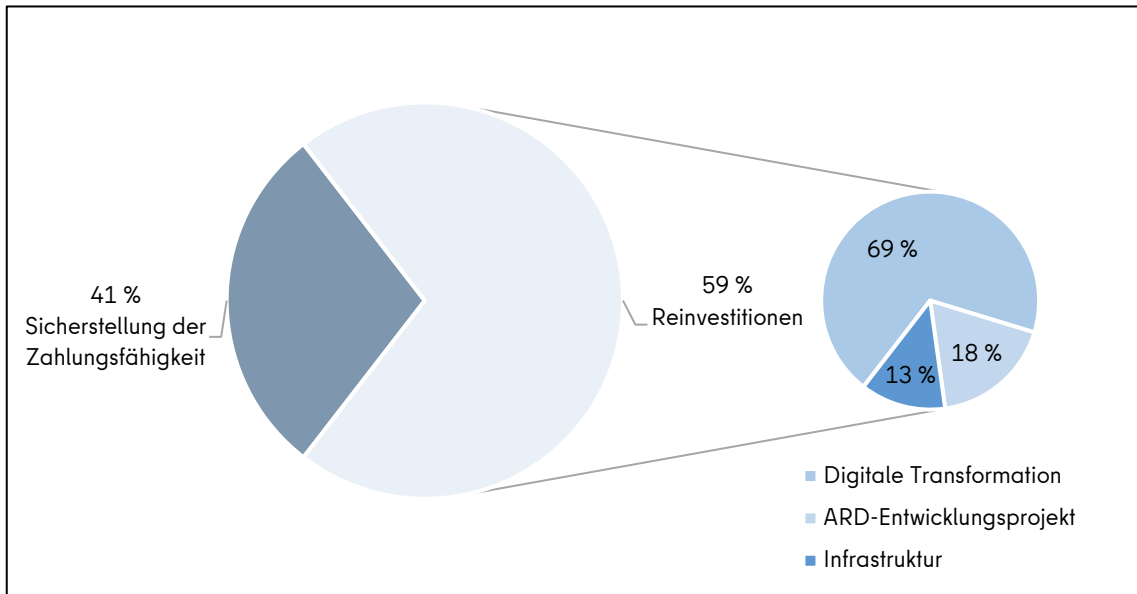 41 %
Sicherstellung der
Zahlungsfähigkeit
59 %
Reinvestitionen
69 %
18 %
13 %
Digitale Transformation
ARD-Entwicklungsprojekt
Infrastruktur